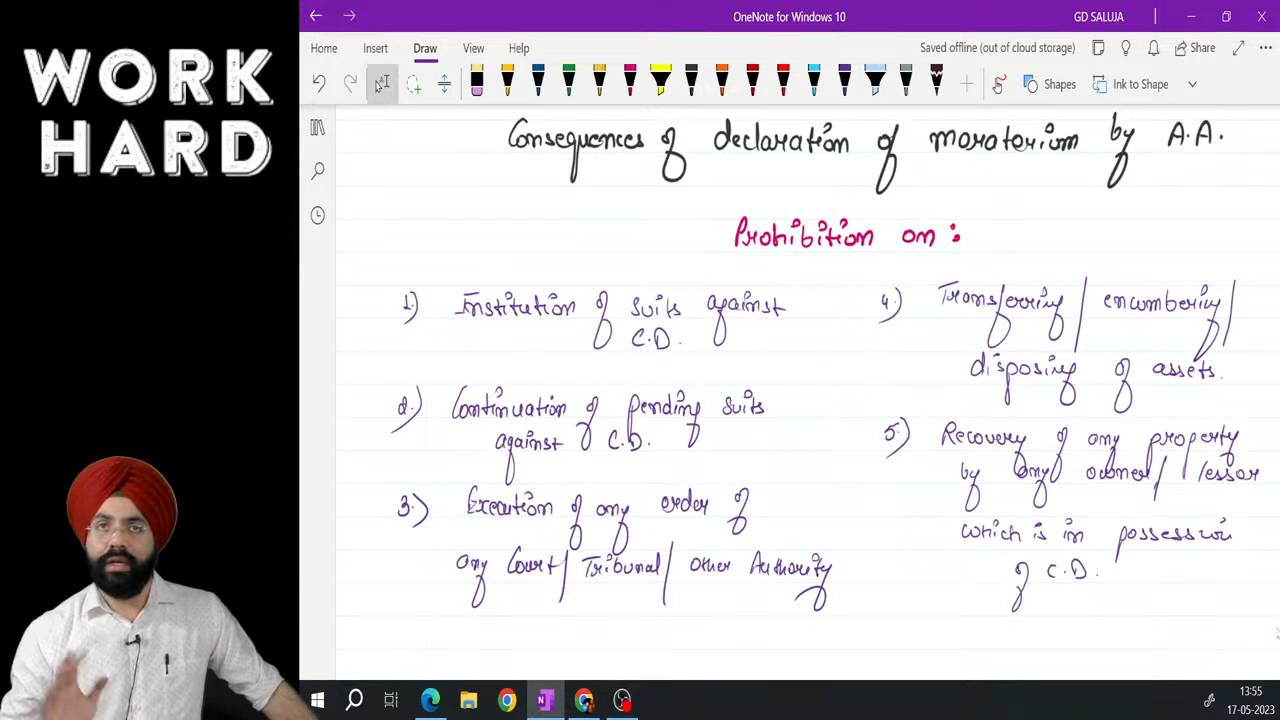 WORK
HARD
OneNote for Windows 10
GD SALUJA
Home Insert Draw View Help
Saved offline (out of cloud storage)
Share
Shapes
Ink to Shape
Consequences of declaration of moratorium by A.A.
Prohibition on :
1.) Institution of suits against
C.D.
2.) Continuation of pending suits
against C.D.
3.) Execution of any order of
any Court/ Tribunal/ other Authority
4.) Transferring/ encumbering/
disposing of assets.
5.) Recovery of any property
by any owner/ lessor
which is in possession
of C.D.
13:55
17-05-2023